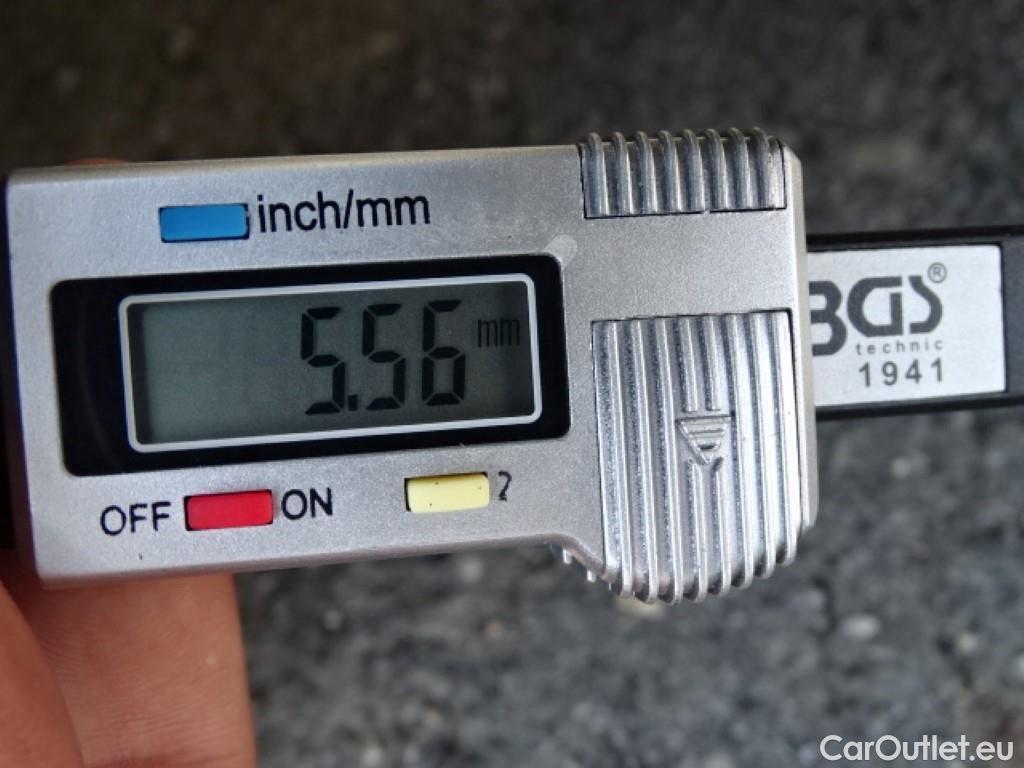 inch/mm
5.56 mm
OFF ON
BGS®
technic
1941
CarOutlet.eu